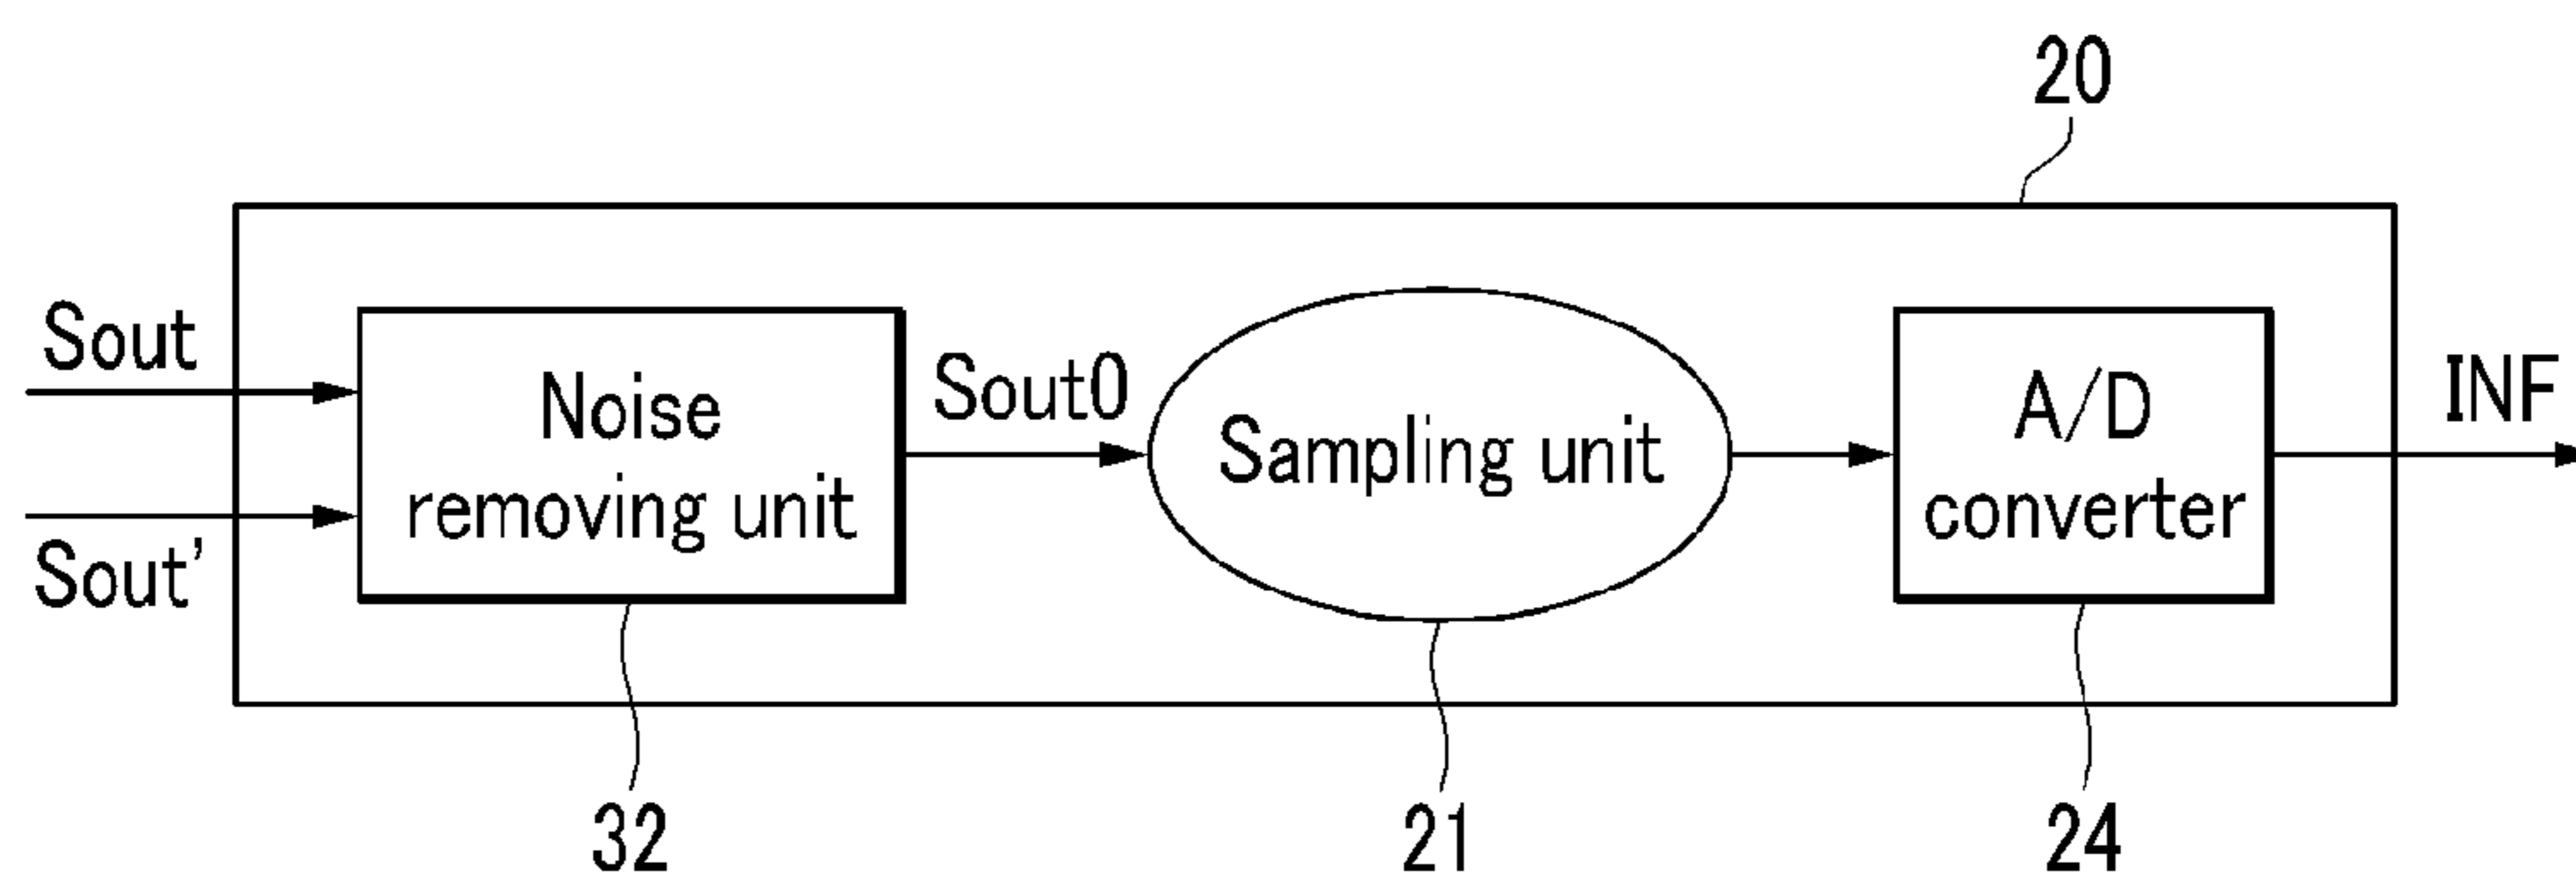 20
Sout
Sout'
Noise
removing unit
Sout0
Sampling unit
A/D
converter
INF
32
21
24